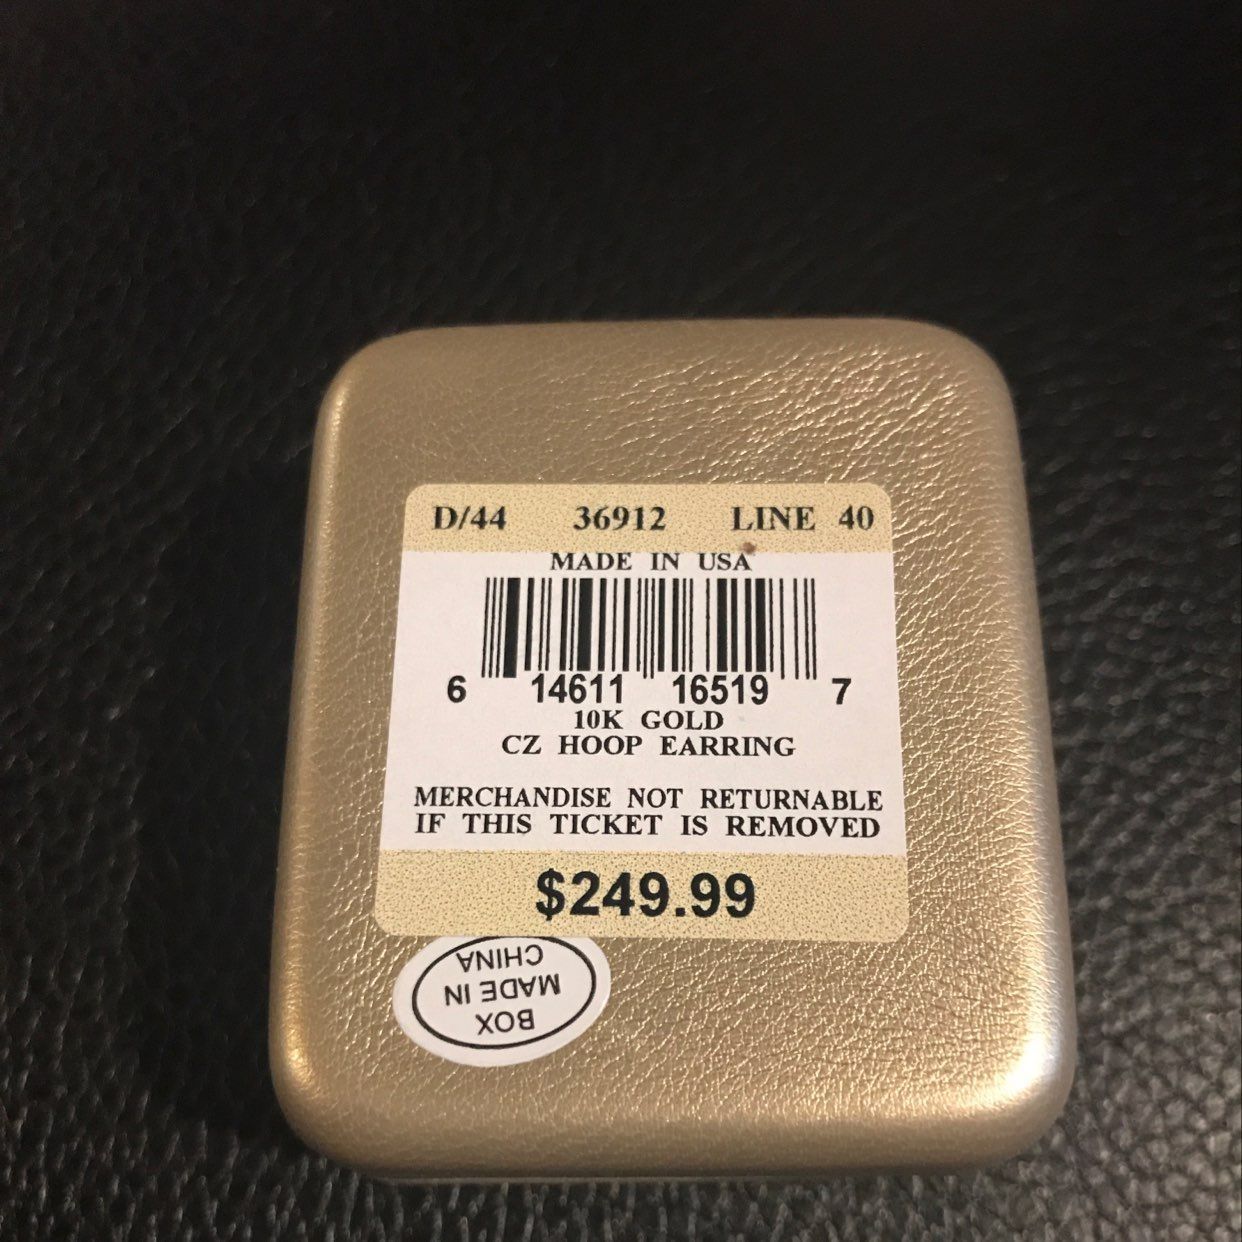 D/44 36912 LINE 40
MADE IN USA
6 14611 16519 7
10K GOLD
CZ HOOP EARRING
MERCHANDISE NOT RETURNABLE
IF THIS TICKET IS REMOVED
$249.99
BOX
MADE IN
CHINA